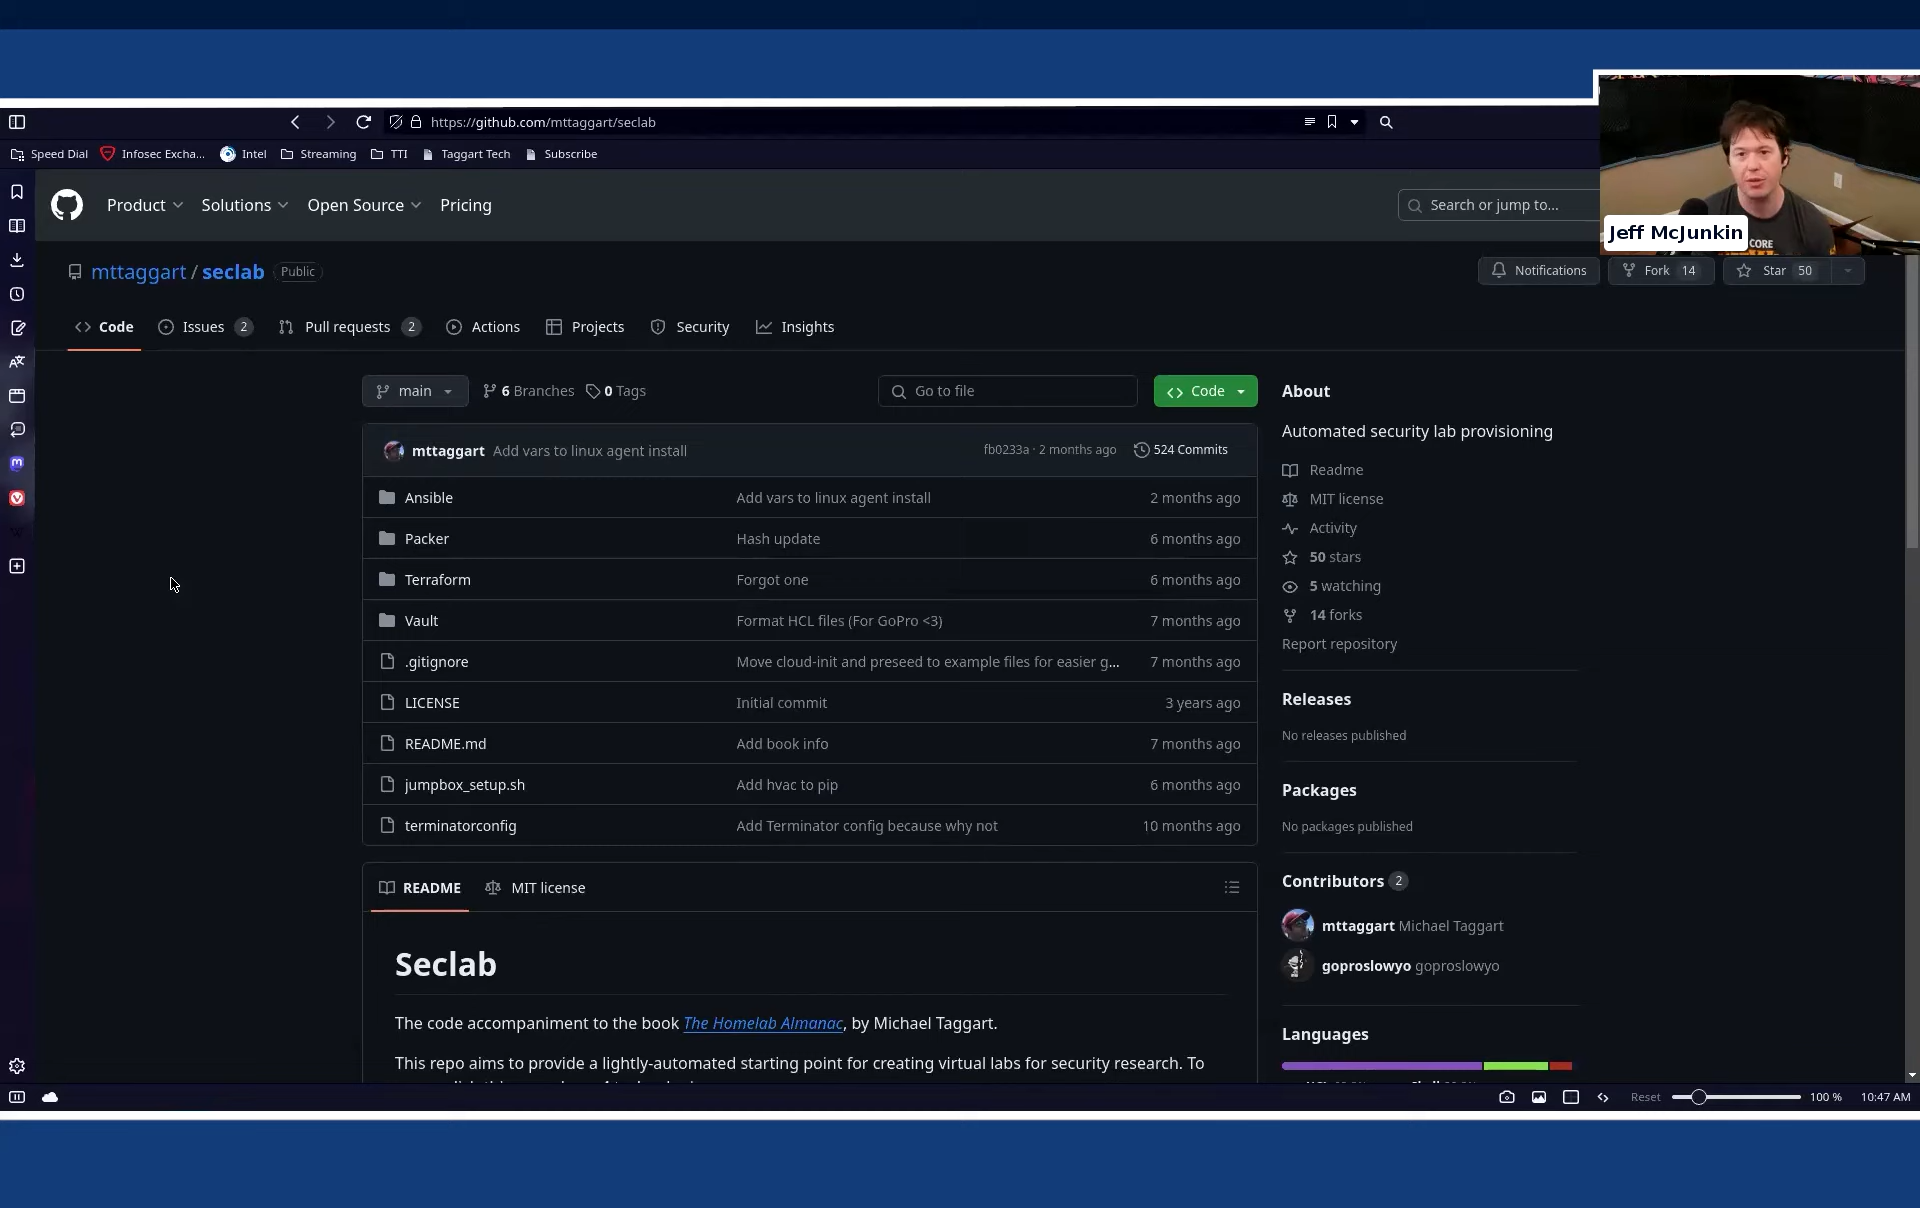 https://github.com/mttaggart/seclab
Speed Dial
Infosec Excha...
Intel
Streaming
TTI
Taggart Tech
Subscribe
Product
Solutions
Open Source
Pricing
Search or jump to...
CORE
Jeff McJunkin
mttaggart / seclab
Public
Notifications
Fork 14
Star 50
Code
Issues 2
Pull requests 2
Actions
Projects
Security
Insights
main
6 Branches
0 Tags
Go to file
Code
mttaggart Add vars to linux agent install fb0233a · 2 months ago 524 Commits
Ansible Add vars to linux agent install 2 months ago
Packer Hash update 6 months ago
Terraform Forgot one 6 months ago
Vault Format HCL files (For GoPro <3) 7 months ago
.gitignore Move cloud-init and preseed to example files for easier g... 7 months ago
LICENSE Initial commit 3 years ago
README.md Add book info 7 months ago
jumpbox_setup.sh Add hvac to pip 6 months ago
terminatorconfig Add Terminator config because why not 10 months ago
README
MIT license
Seclab
The code accompaniment to the book The Homelab Almanac, by Michael Taggart.
This repo aims to provide a lightly-automated starting point for creating virtual labs for security research. To
About
Automated security lab provisioning
Readme
MIT license
Activity
50 stars
5 watching
14 forks
Report repository
Releases
No releases published
Packages
No packages published
Contributors 2
mttaggart Michael Taggart
goproslowyo goproslowyo
Languages
Reset
100 %
10:47 AM